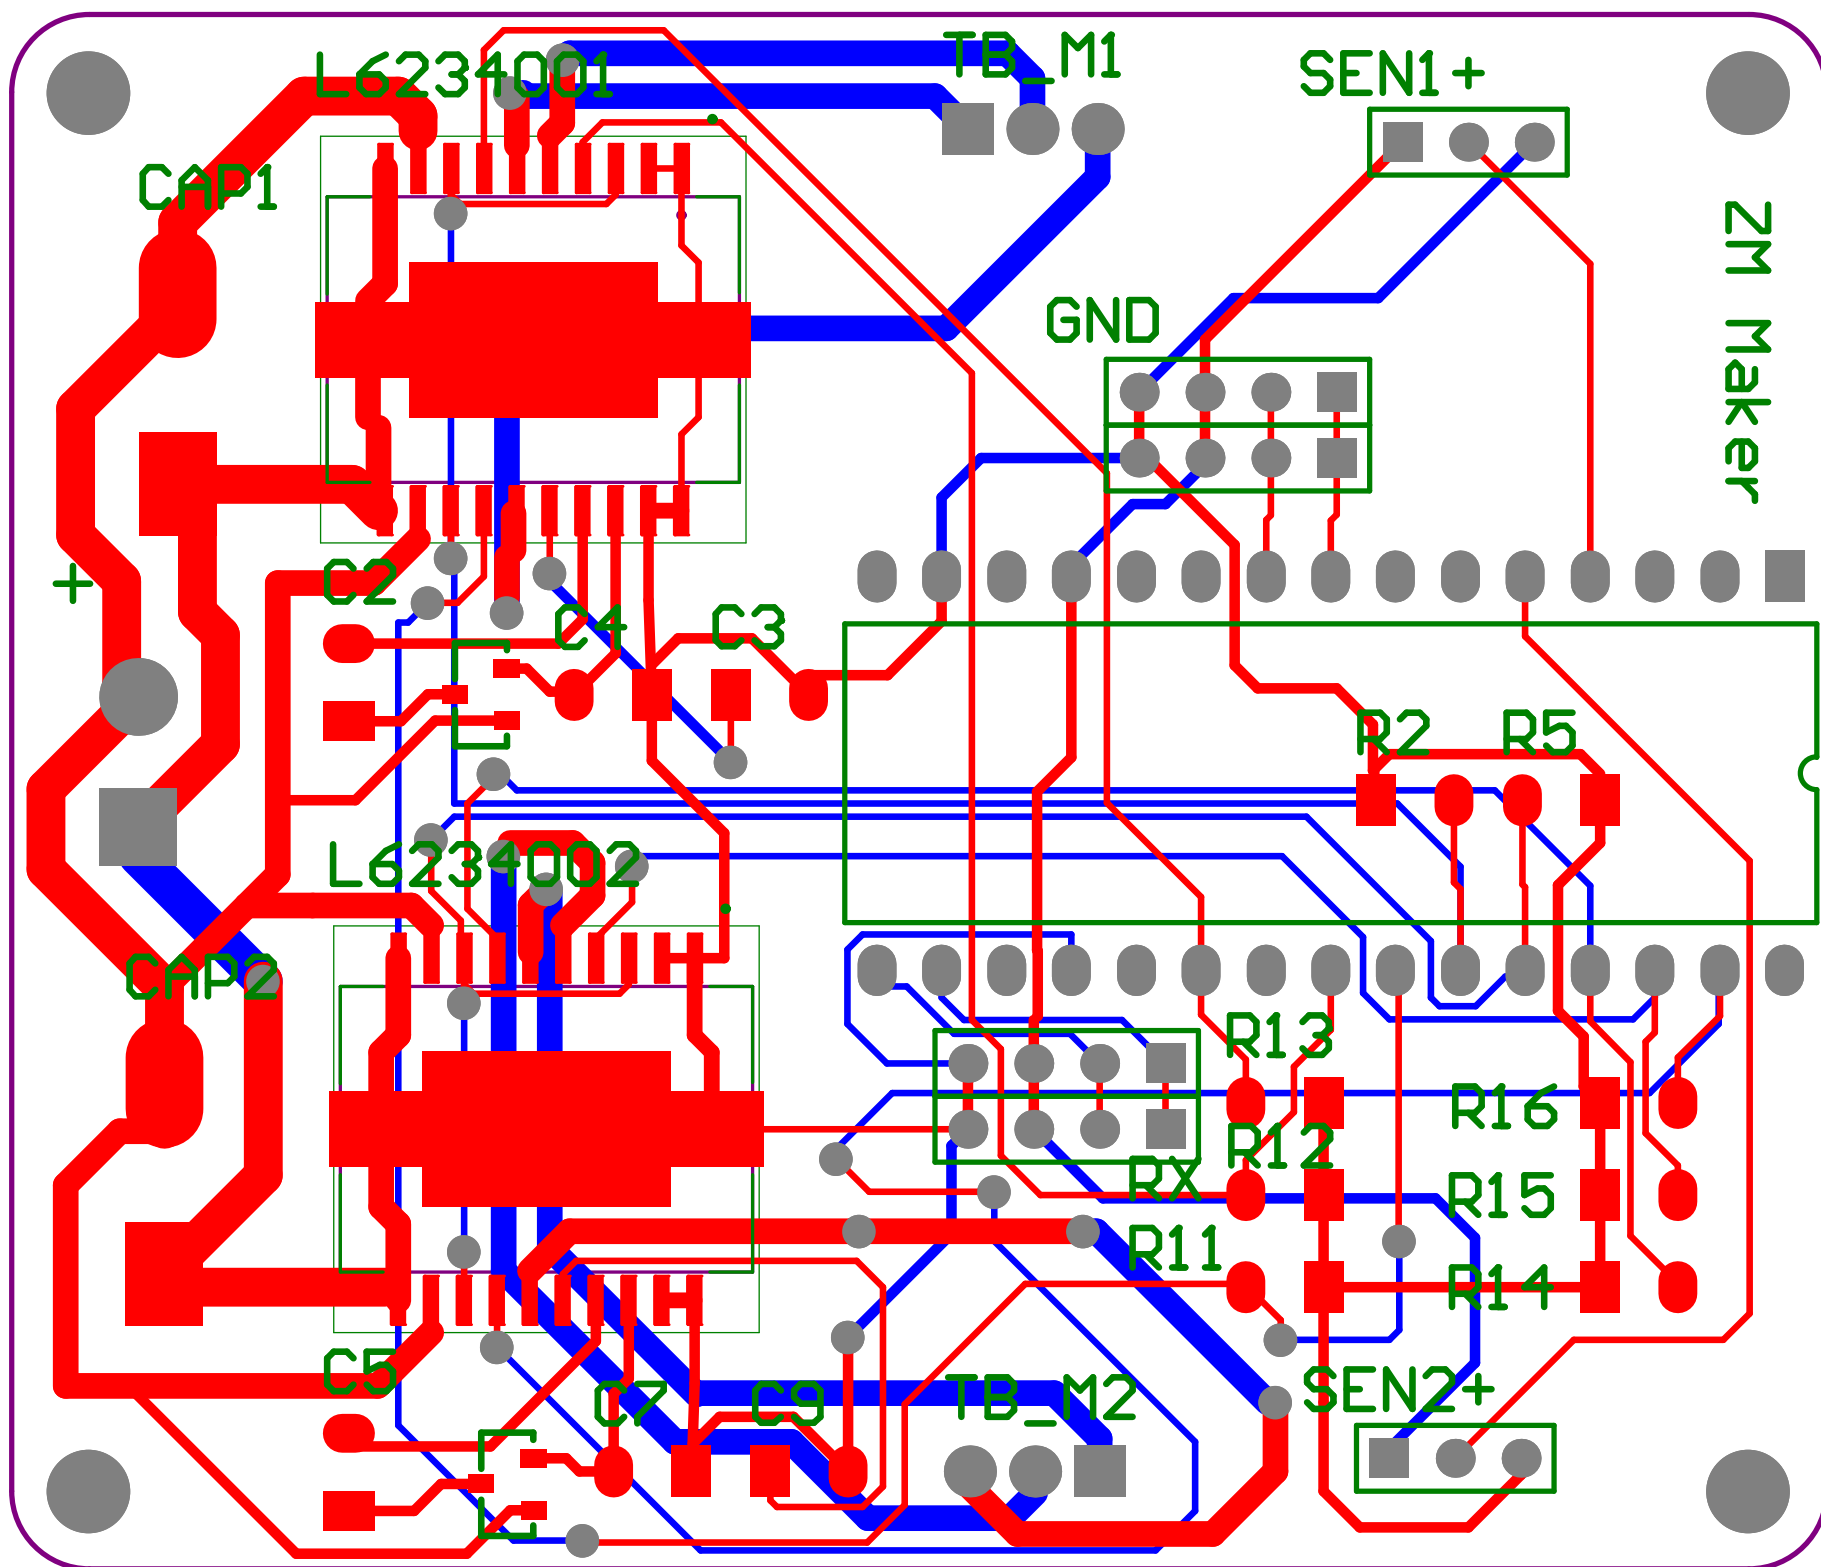 L6234001
TB_M1
SEN1+
CAP1
ZM Maker
GND
+
C2
C4
C3
R2
R5
L6234002
CAP2
R13
R16
R12
RX
R15
R11
R14
C5
C7
C9
TB_M2
SEN2+